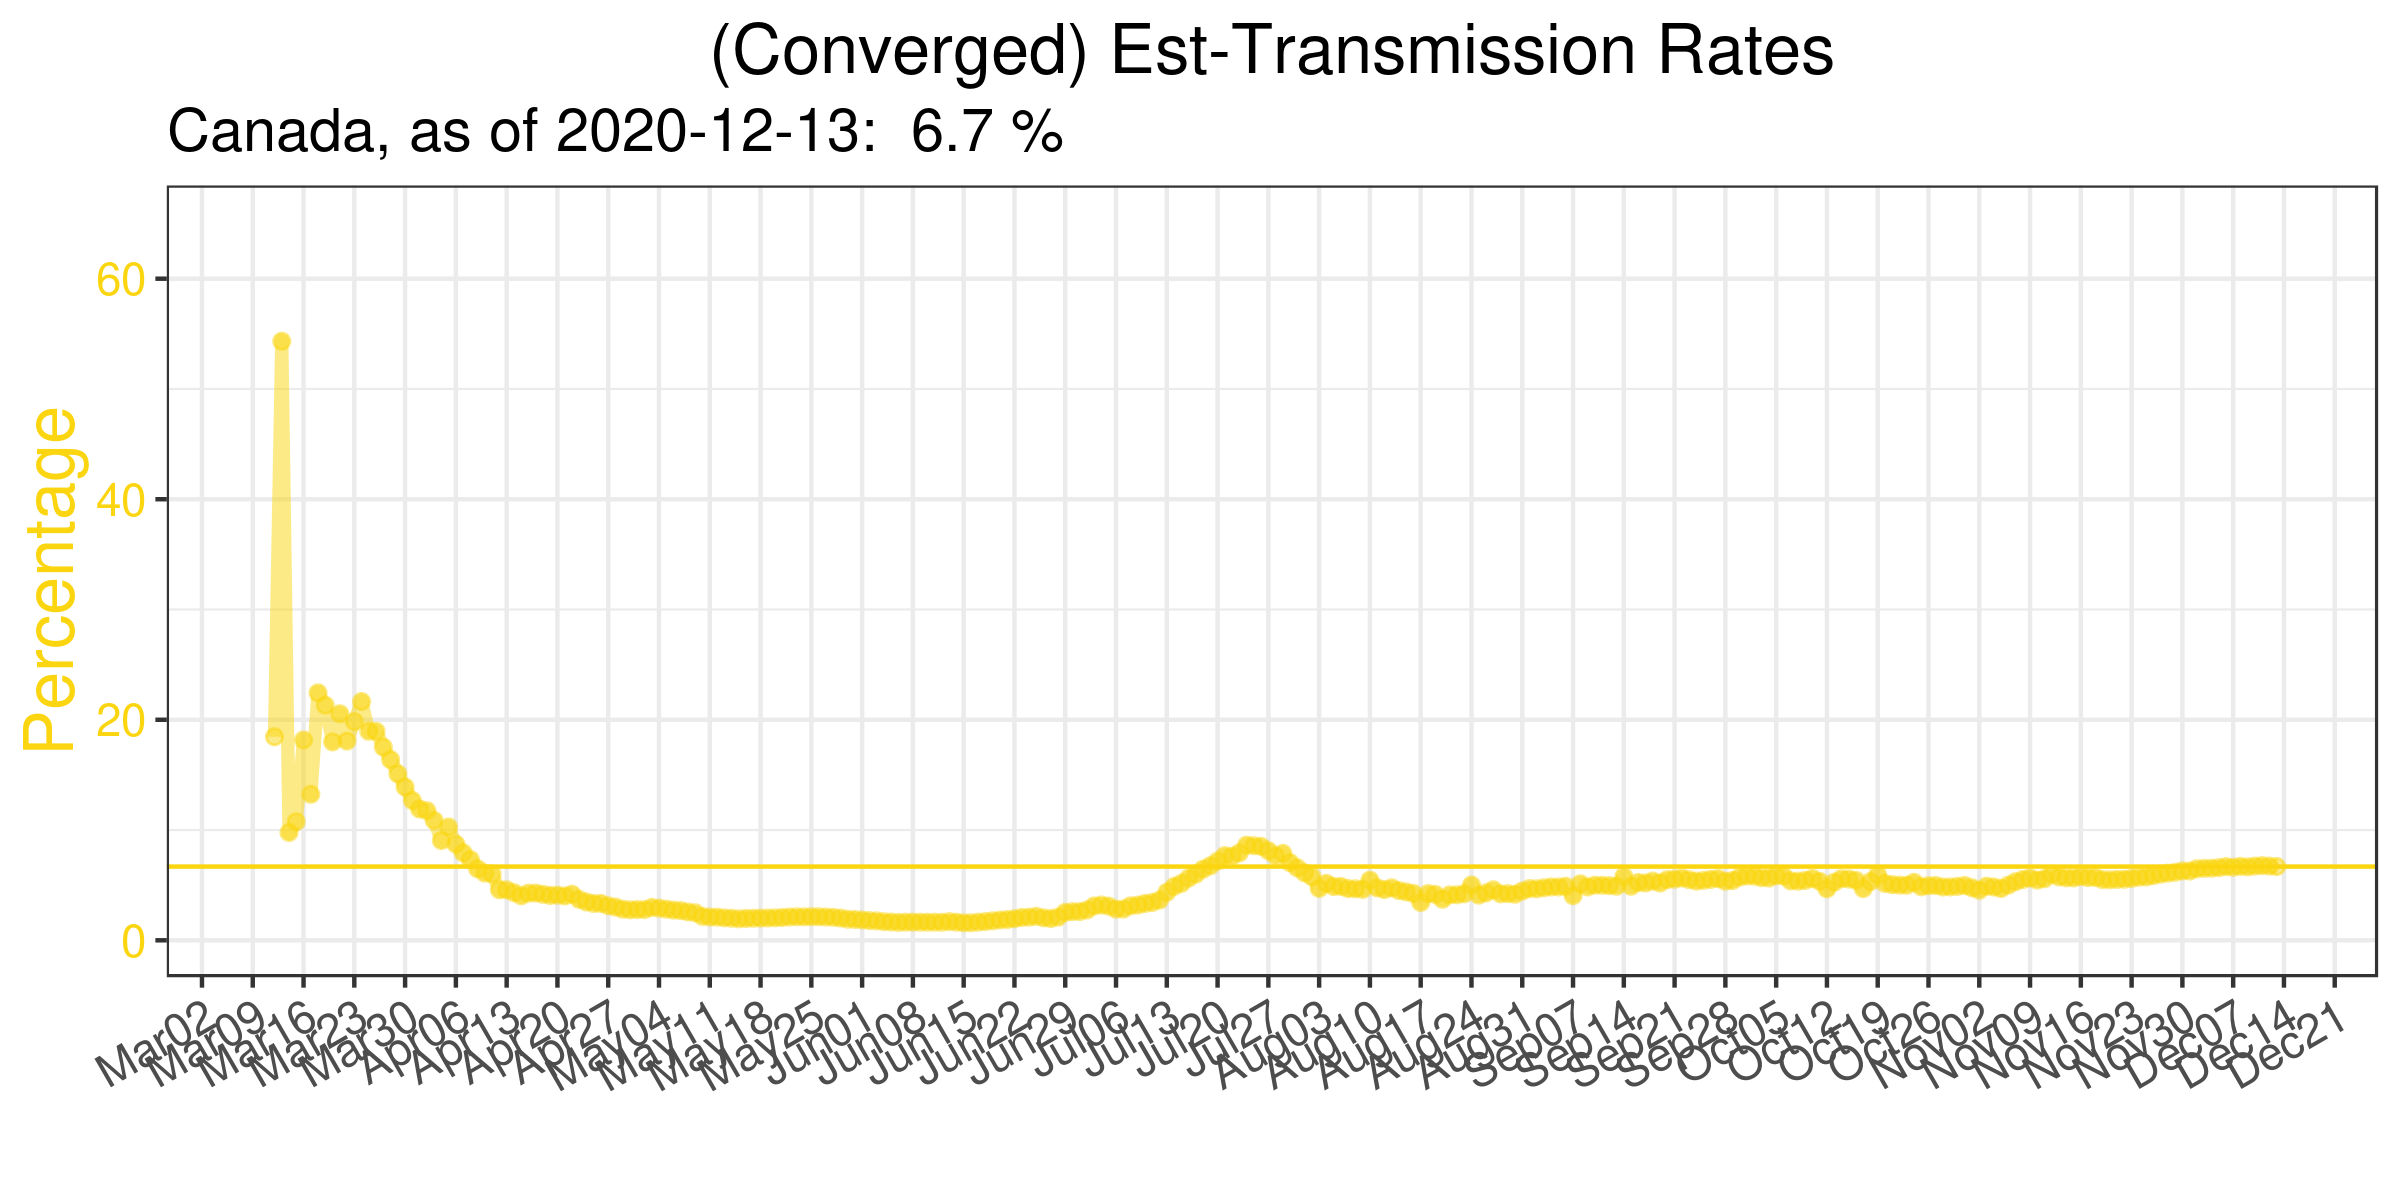 (Converged) Est-Transmission Rates
Canada, as of 2020-12-13:  6.7 %
Percentage
60
40
20
0
Mar02
Mar09
Mar16
Mar23
Mar30
Apr06
Apr13
Apr20
Apr27
May04
May11
May18
May25
Jun01
Jun08
Jun15
Jun22
Jun29
Jul06
Jul13
Jul20
Jul27
Aug03
Aug10
Aug17
Aug24
Aug31
Sep07
Sep14
Sep21
Sep28
Oct05
Oct12
Oct19
Oct26
Nov02
Nov09
Nov16
Nov23
Nov30
Dec07
Dec14
Dec21